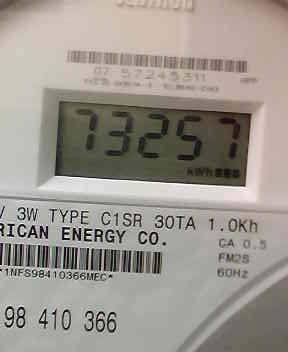 07 57245311
73257
kWh
V 3W TYPE C1SR 30TA 1.0Kh
RICAN ENERGY CO.
CA 0.5
FM2S
60Hz
*1NFS98410366MEC*
98 410 366